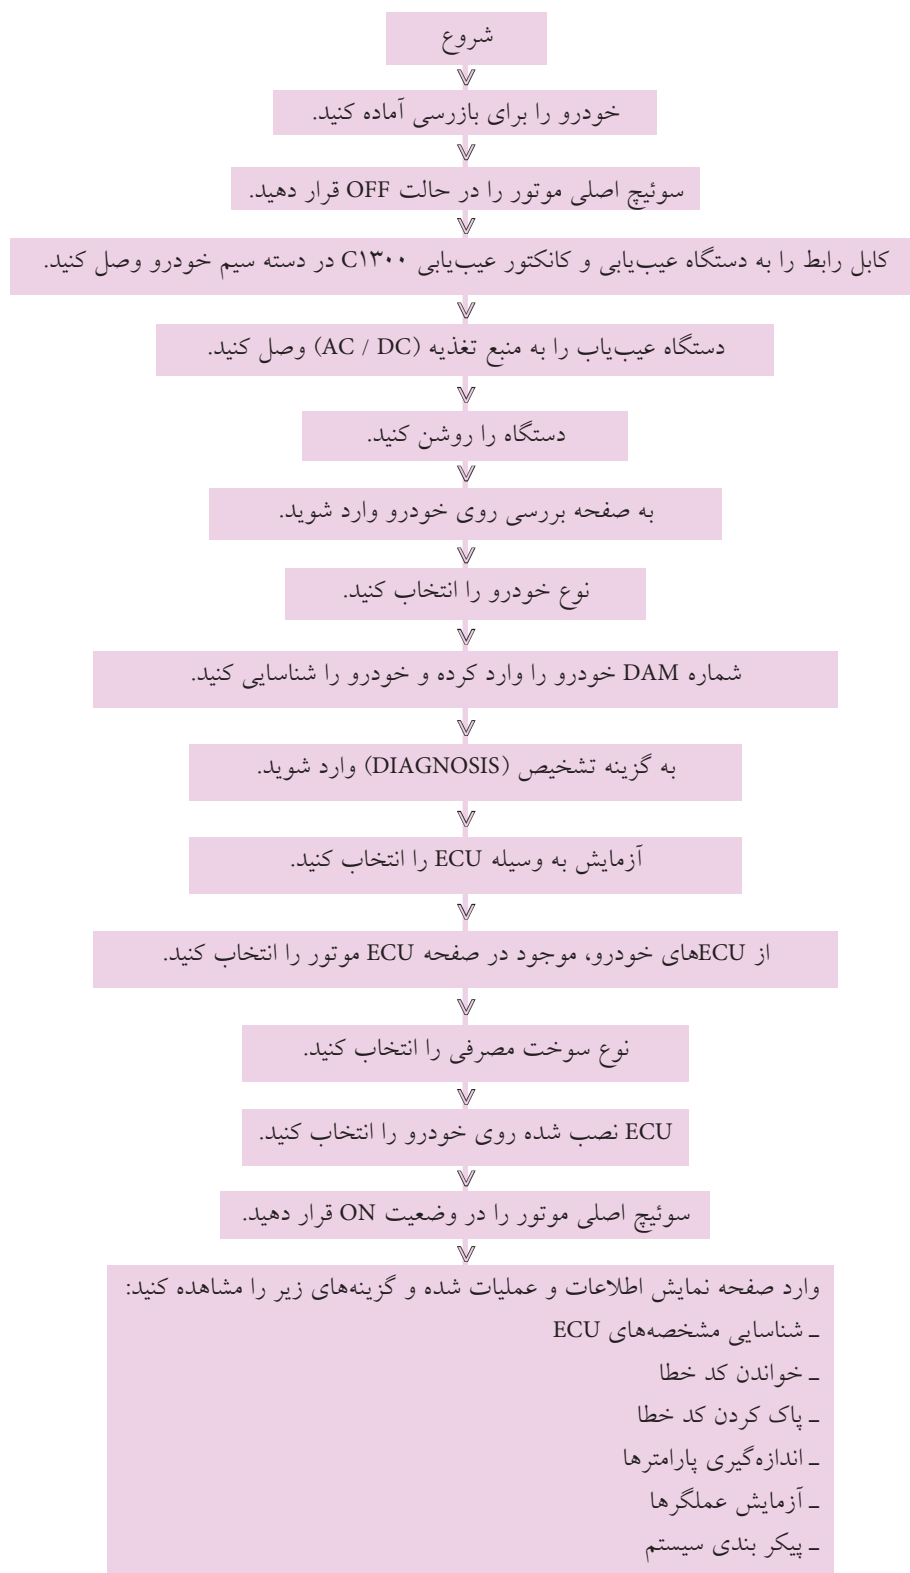 شروع
خودرو را برای بازرسی آماده کنید.
سوئیچ اصلی موتور را در حالت OFF قرار دهید.
کابل رابط را به دستگاه عیب‌یابی و کانکتور عیب‌یابی C۱۳۰۰ در دسته سیم خودرو وصل کنید.
دستگاه عیب‌یاب را به منبع تغذیه (AC / DC) وصل کنید.
دستگاه را روشن کنید.
به صفحه بررسی روی خودرو وارد شوید.
نوع خودرو را انتخاب کنید.
شماره DAM خودرو را وارد کرده و خودرو را شناسایی کنید.
به گزینه تشخیص (DIAGNOSIS) وارد شوید.
آزمایش به وسیله ECU را انتخاب کنید.
از ECUهای خودرو، موجود در صفحه ECU موتور را انتخاب کنید.
نوع سوخت مصرفی را انتخاب کنید.
ECU نصب شده روی خودرو را انتخاب کنید.
سوئیچ اصلی موتور را در وضعیت ON قرار دهید.
وارد صفحه نمایش اطلاعات و عملیات شده و گزینه‌های زیر را مشاهده کنید:
ـ شناسایی مشخصه‌های ECU
ـ خواندن کد خطا
ـ پاک کردن کد خطا
ـ اندازه‌گیری پارامترها
ـ آزمایش عملگرها
ـ پیکر بندی سیستم